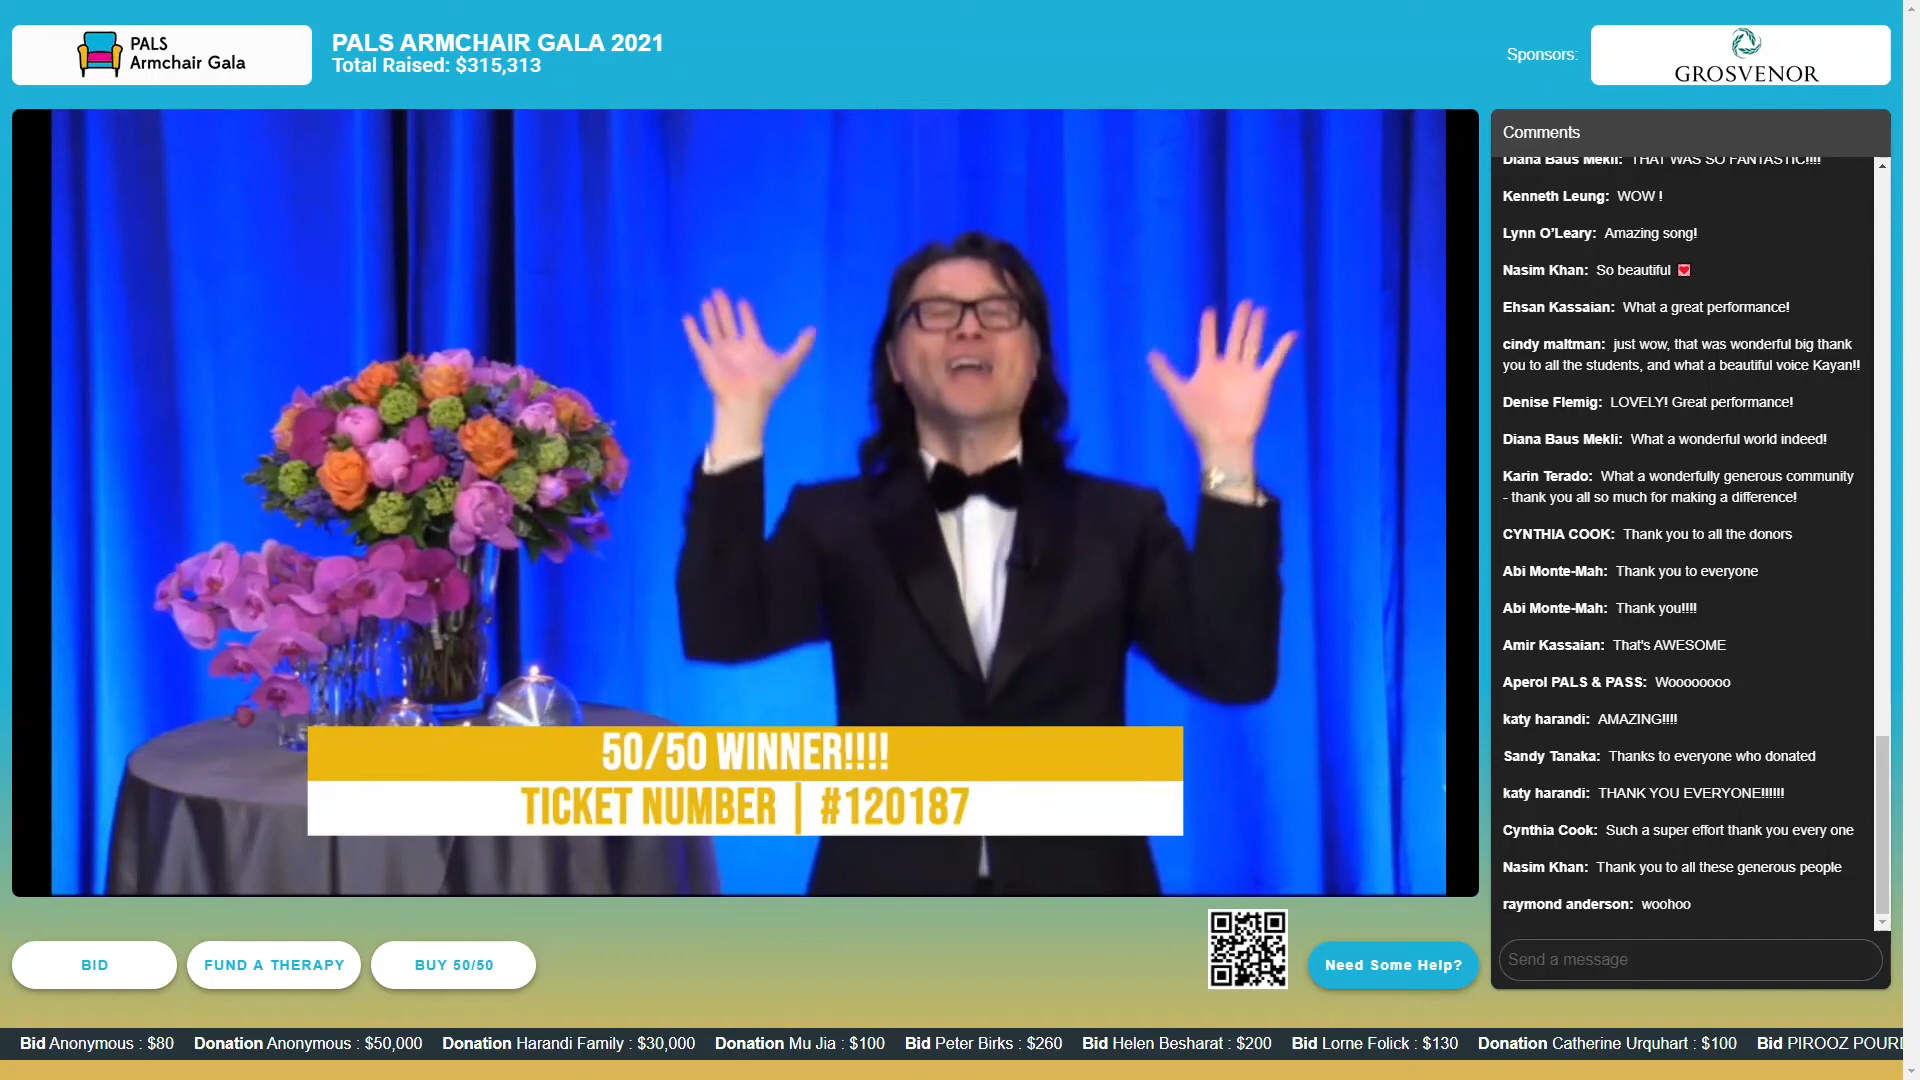 PALS
Armchair Gala
PALS ARMCHAIR GALA 2021
Total Raised: $315,313
Sponsors:
GROSVENOR
50/50 WINNER!!!!
TICKET NUMBER | #120187
Comments
Diana Baus Mekli: THAT WAS SO FANTASTIC!!!!
Kenneth Leung: WOW !
Lynn O’Leary: Amazing song!
Nasim Khan: So beautiful 💟
Ehsan Kassaian: What a great performance!
cindy maltman: just wow, that was wonderful big thank
you to all the students, and what a beautiful voice Kayan!!
Denise Flemig: LOVELY! Great performance!
Diana Baus Mekli: What a wonderful world indeed!
Karin Terado: What a wonderfully generous community
- thank you all so much for making a difference!
CYNTHIA COOK: Thank you to all the donors
Abi Monte-Mah: Thank you to everyone
Abi Monte-Mah: Thank you!!!!
Amir Kassaian: That's AWESOME
Aperol PALS & PASS: Woooooooo
katy harandi: AMAZING!!!!
Sandy Tanaka: Thanks to everyone who donated
katy harandi: THANK YOU EVERYONE!!!!!!
Cynthia Cook: Such a super effort thank you every one
Nasim Khan: Thank you to all these generous people
raymond anderson: woohoo
Send a message
BID
FUND A THERAPY
BUY 50/50
Need Some Help?
Bid Anonymous : $80 Donation Anonymous : $50,000 Donation Harandi Family : $30,000 Donation Mu Jia : $100 Bid Peter Birks : $260 Bid Helen Besharat : $200 Bid Lorne Folick : $130 Donation Catherine Urquhart : $100 Bid PIROOZ